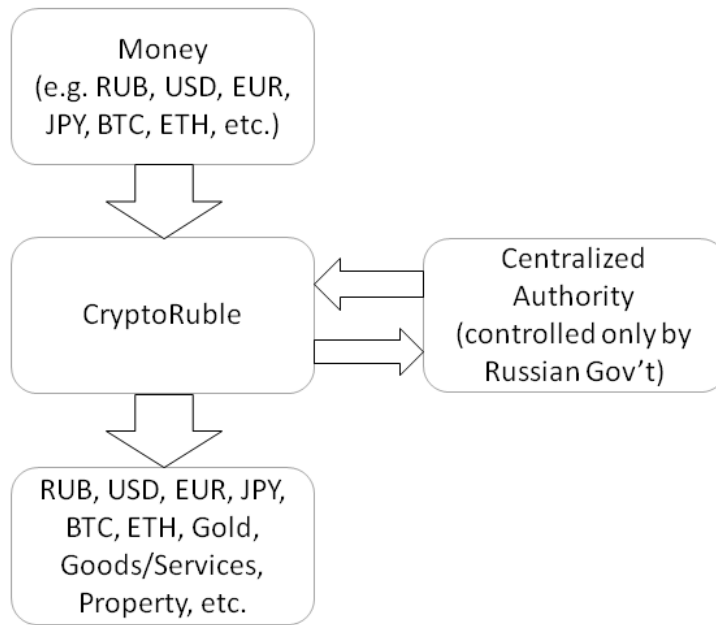 Money
(e.g. RUB, USD, EUR,
JPY, BTC, ETH, etc.)
CryptoRuble
Centralized
Authority
(controlled only by
Russian Gov't)
RUB, USD, EUR, JPY,
BTC, ETH, Gold,
Goods/Services,
Property, etc.